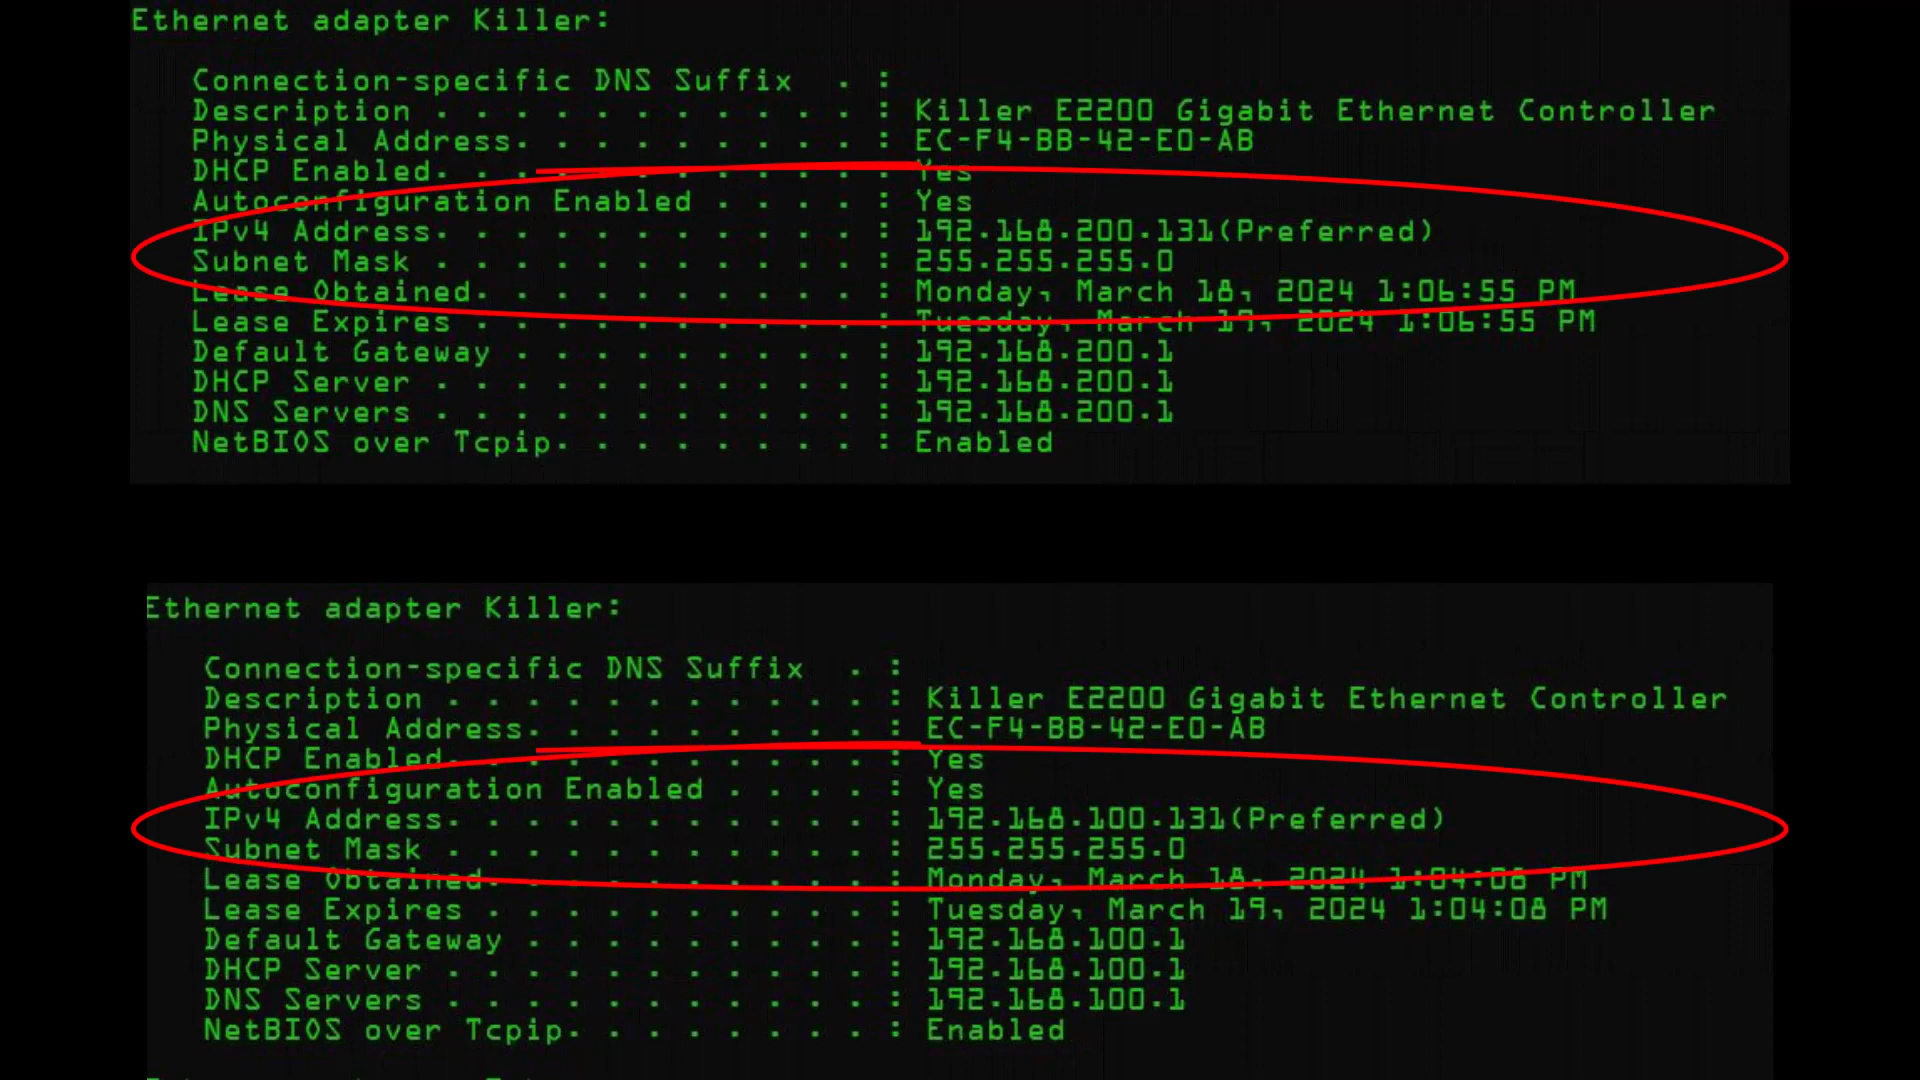 Ethernet adapter Killer:
Connection-specific DNS Suffix . :
Description . . . . . . . . . . . : Killer E2200 Gigabit Ethernet Controller
Physical Address. . . . . . . . . : EC-F4-BB-42-E0-AB
DHCP Enabled. . . . . . . . . . . : Yes
Autoconfiguration Enabled . . . . : Yes
IPv4 Address. . . . . . . . . . . : 192.168.200.131(Preferred)
Subnet Mask . . . . . . . . . . . : 255.255.255.0
Lease Obtained. . . . . . . . . . : Monday, March 18, 2024 1:06:55 PM
Lease Expires . . . . . . . . . . : Tuesday, March 19, 2024 1:06:55 PM
Default Gateway . . . . . . . . . : 192.168.200.1
DHCP Server . . . . . . . . . . . : 192.168.200.1
DNS Servers . . . . . . . . . . . : 192.168.200.1
NetBIOS over Tcpip. . . . . . . . : Enabled
Ethernet adapter Killer:
Connection-specific DNS Suffix . :
Description . . . . . . . . . . . : Killer E2200 Gigabit Ethernet Controller
Physical Address. . . . . . . . . : EC-F4-BB-42-E0-AB
DHCP Enabled. . . . . . . . . . . : Yes
Autoconfiguration Enabled . . . . : Yes
IPv4 Address. . . . . . . . . . . : 192.168.100.131(Preferred)
Subnet Mask . . . . . . . . . . . : 255.255.255.0
Lease Obtained. . . . . . . . . . : Monday, March 18, 2024 1:04:08 PM
Lease Expires . . . . . . . . . . : Tuesday, March 19, 2024 1:04:08 PM
Default Gateway . . . . . . . . . : 192.168.100.1
DHCP Server . . . . . . . . . . . : 192.168.100.1
DNS Servers . . . . . . . . . . . : 192.168.100.1
NetBIOS over Tcpip. . . . . . . . : Enabled